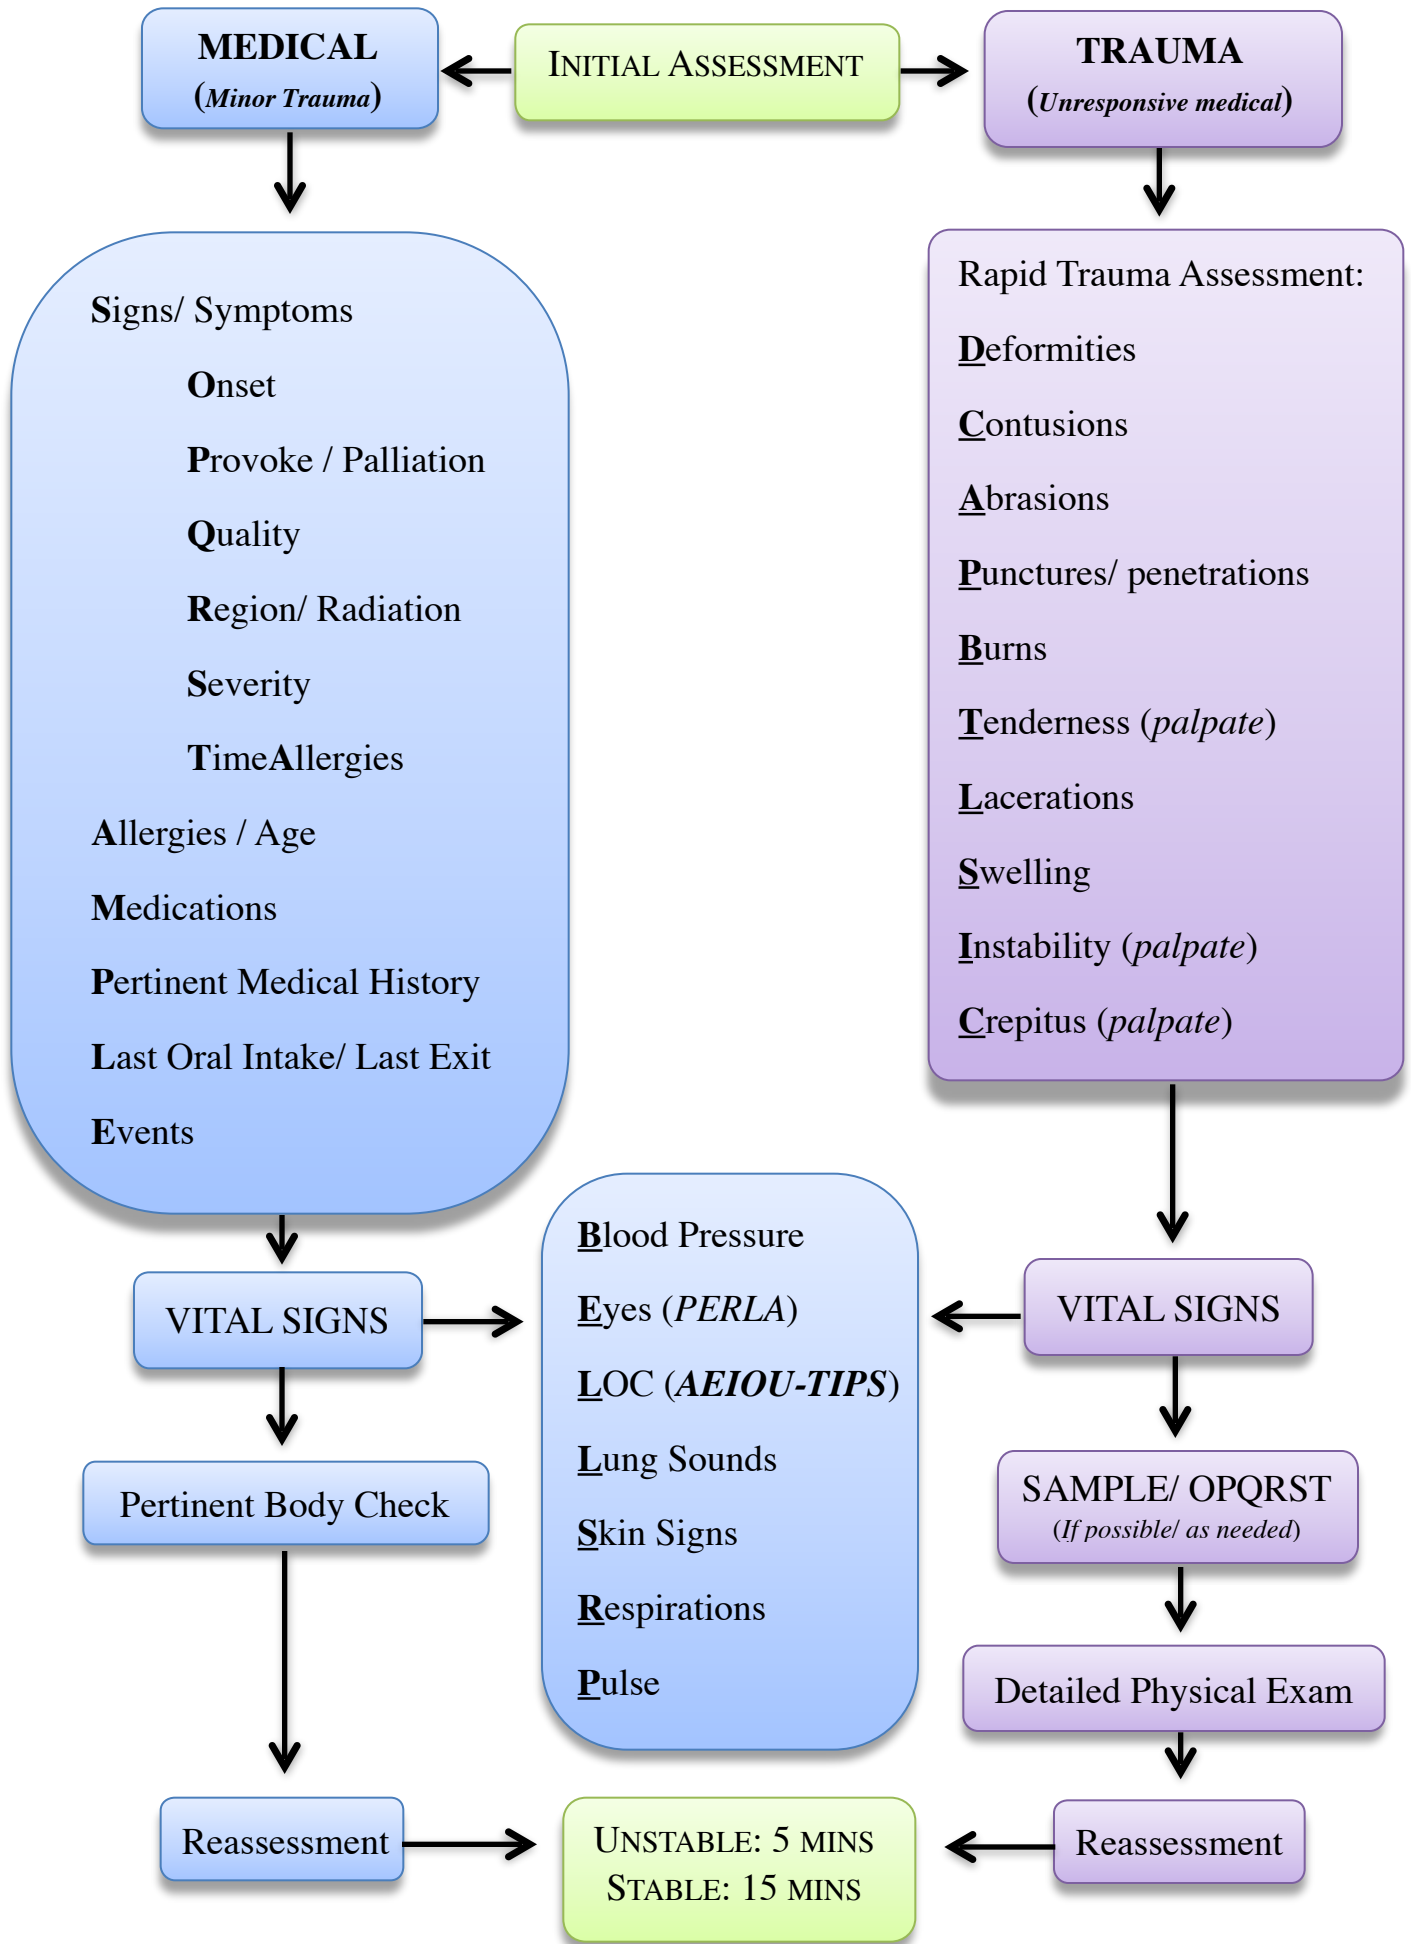 MEDICAL
(Minor Trauma)
INITIAL ASSESSMENT
TRAUMA
(Unresponsive medical)
Signs/ Symptoms
Onset
Provoke / Palliation
Quality
Region/ Radiation
Severity
TimeAllergies
Allergies / Age
Medications
Pertinent Medical History
Last Oral Intake/ Last Exit
Events
Rapid Trauma Assessment:
Deformities
Contusions
Abrasions
Punctures/ penetrations
Burns
Tenderness (palpate)
Lacerations
Swelling
Instability (palpate)
Crepitus (palpate)
VITAL SIGNS
Blood Pressure
Eyes (PERLA)
LOC (AEIOU-TIPS)
Lung Sounds
Skin Signs
Respirations
Pulse
VITAL SIGNS
Pertinent Body Check
SAMPLE/ OPQRST
(If possible/ as needed)
Detailed Physical Exam
Reassessment
UNSTABLE: 5 MINS
STABLE: 15 MINS
Reassessment